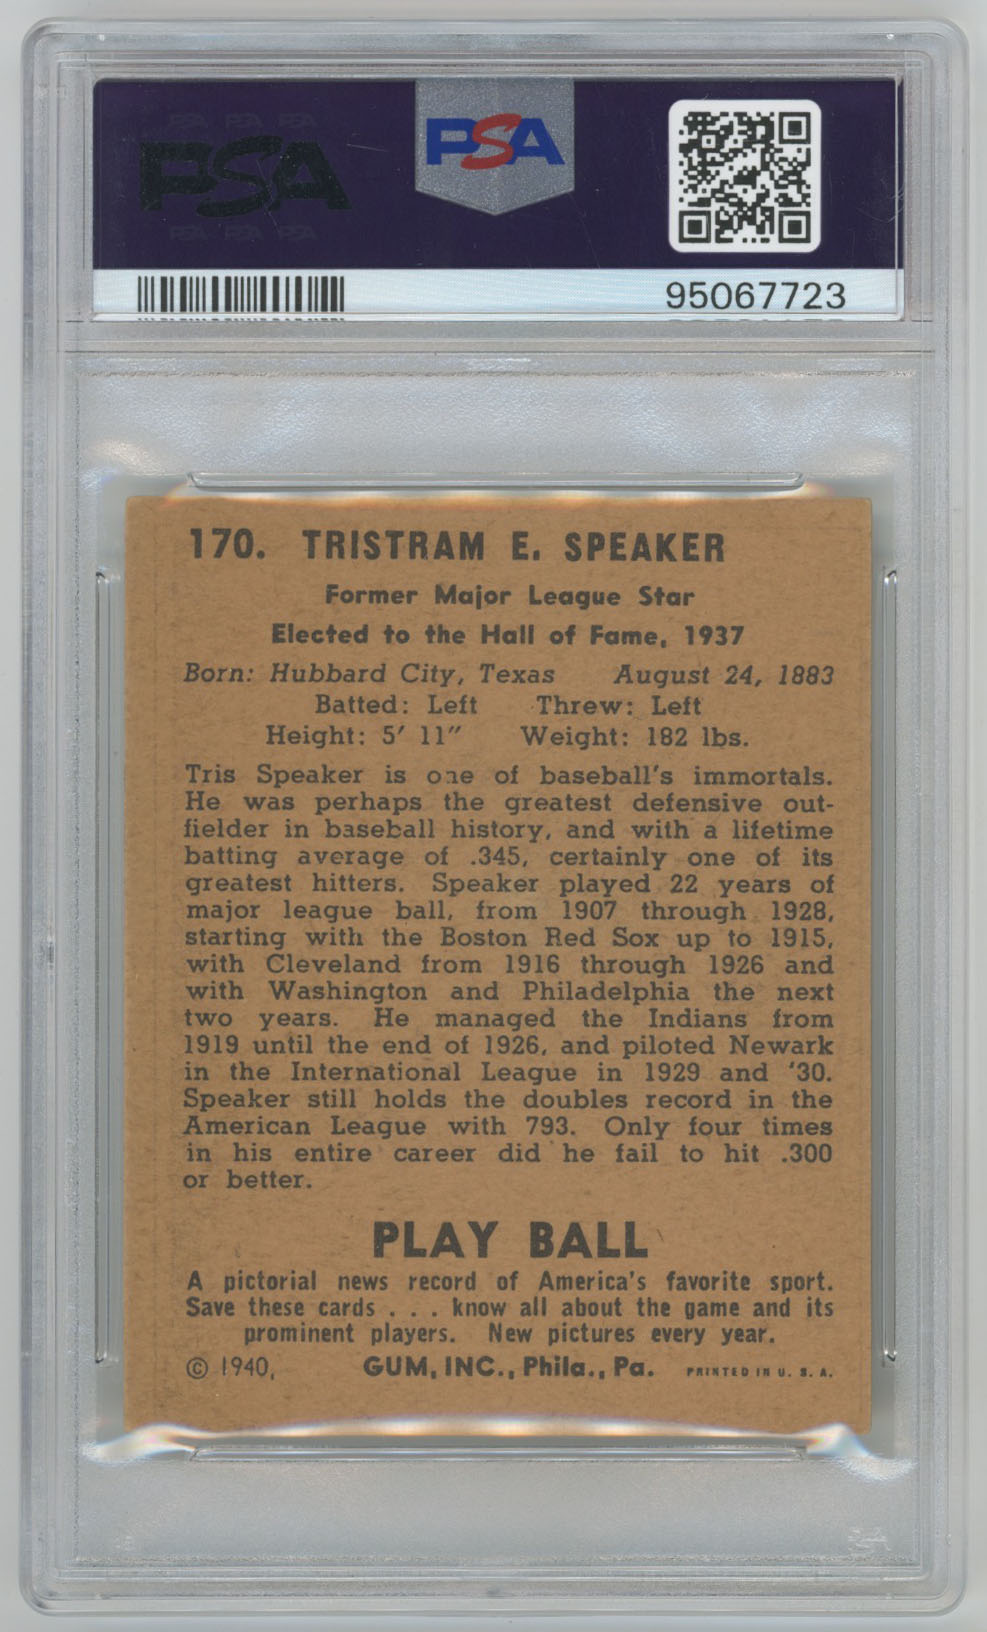 PSA PSA PSA
PSA
PSA PSA PSA
PSA
95067723
170. TRISTRAM E. SPEAKER
Former Major League Star
Elected to the Hall of Fame, 1937
Born: Hubbard City, Texas August 24, 1883
Batted: Left Threw: Left
Height: 5′ 11″ Weight: 182 lbs.
Tris Speaker is one of baseball's immortals.
He was perhaps the greatest defensive out-
fielder in baseball history, and with a lifetime
batting average of .345, certainly one of its
greatest hitters. Speaker played 22 years of
major league ball, from 1907 through 1928,
starting with the Boston Red Sox up to 1915,
with Cleveland from 1916 through 1926 and
with Washington and Philadelphia the next
two years. He managed the Indians from
1919 until the end of 1926, and piloted Newark
in the International League in 1929 and '30.
Speaker still holds the doubles record in the
American League with 793. Only four times
in his entire career did he fail to hit .300
or better.
PLAY BALL
A pictorial news record of America's favorite sport.
Save these cards . . . know all about the game and its
prominent players. New pictures every year.
© 1940, GUM, INC., Phila., Pa. PRINTED IN U. S. A.